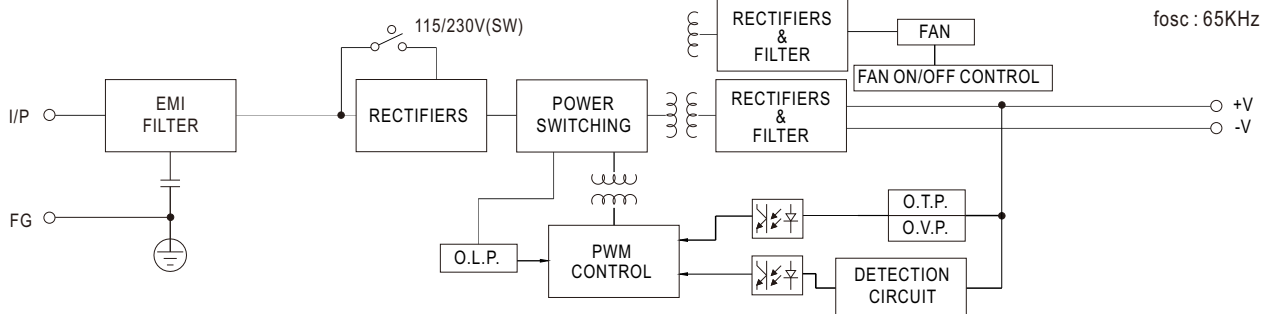 115/230V(SW)
RECTIFIERS
&
FILTER
FAN
FAN ON/OFF CONTROL
fosc : 65KHz
I/P
EMI
FILTER
RECTIFIERS
POWER
SWITCHING
RECTIFIERS
&
FILTER
+V
-V
FG
O.L.P.
PWM
CONTROL
O.T.P.
O.V.P.
DETECTION
CIRCUIT